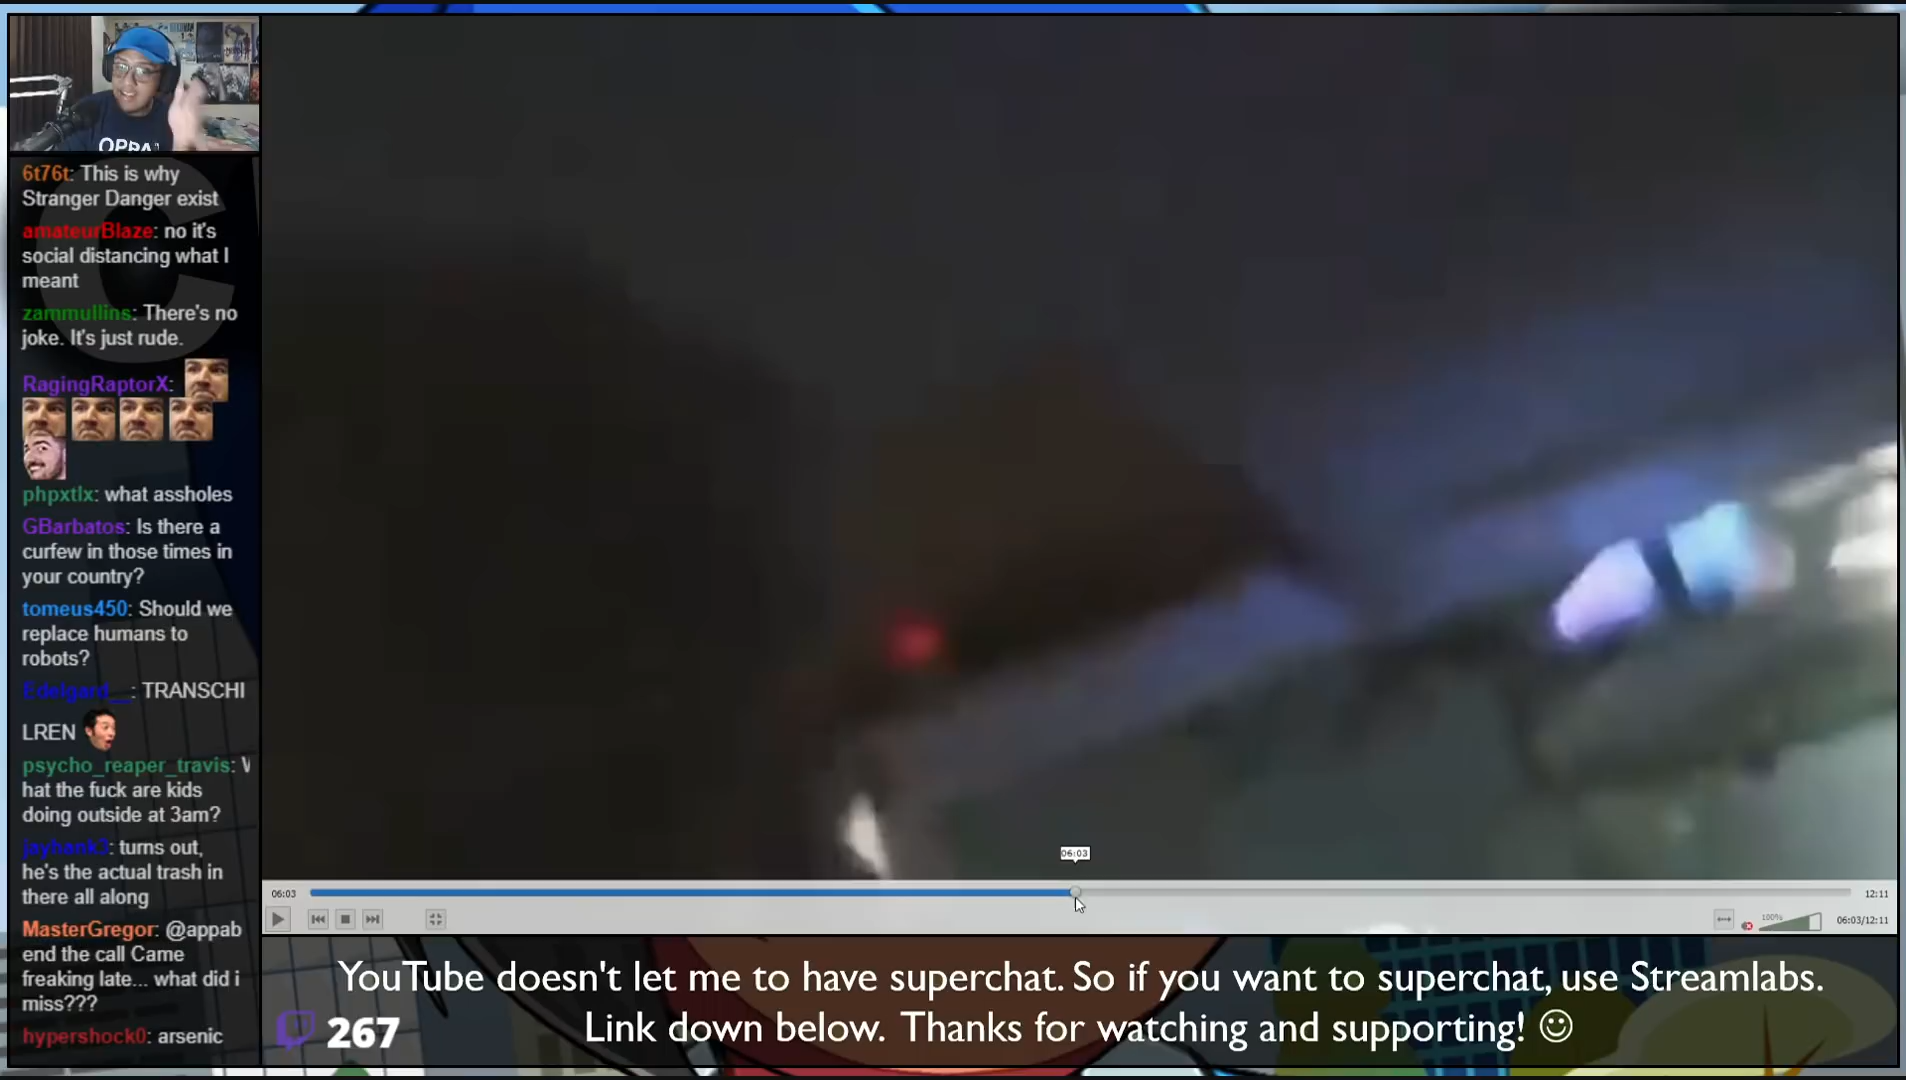 OPPA
6t76t: This is why
Stranger Danger exist
amateurBlaze: no it's
social distancing what I
meant
zammullins: There's no
joke. It's just rude.
RagingRaptorX:
phpxtlx: what assholes
GBarbatos: Is there a
curfew in those times in
your country?
tomeus450: Should we
replace humans to
robots?
Edelgard__: TRANSCHI
LREN
psycho_reaper_travis: W
hat the fuck are kids
doing outside at 3am?
jayhank3: turns out,
he's the actual trash in
there all along
MasterGregor: @appab
end the call Came
freaking late... what did i
miss???
hypershock0: arsenic
06:03
06:03
12:11
100%
06:03/12:11
YouTube doesn't let me to have superchat. So if you want to superchat, use Streamlabs.
Link down below. Thanks for watching and supporting! ☺
267